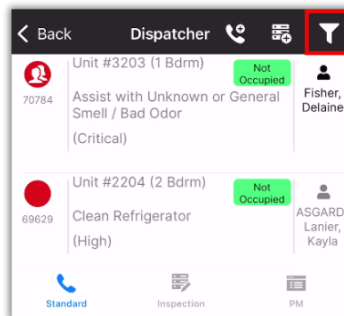 Back Dispatcher
Unit #3203 (1 Bdrm)
Not
Occupied
70784
Assist with Unknown or General
Smell / Bad Odor
(Critical)
Fisher,
Delaine
Unit #2204 (2 Bdrm)
Not
Occupied
69629
Clean Refrigerator
(High)
ASGARD
Lanier,
Kayla
Standard Inspection PM